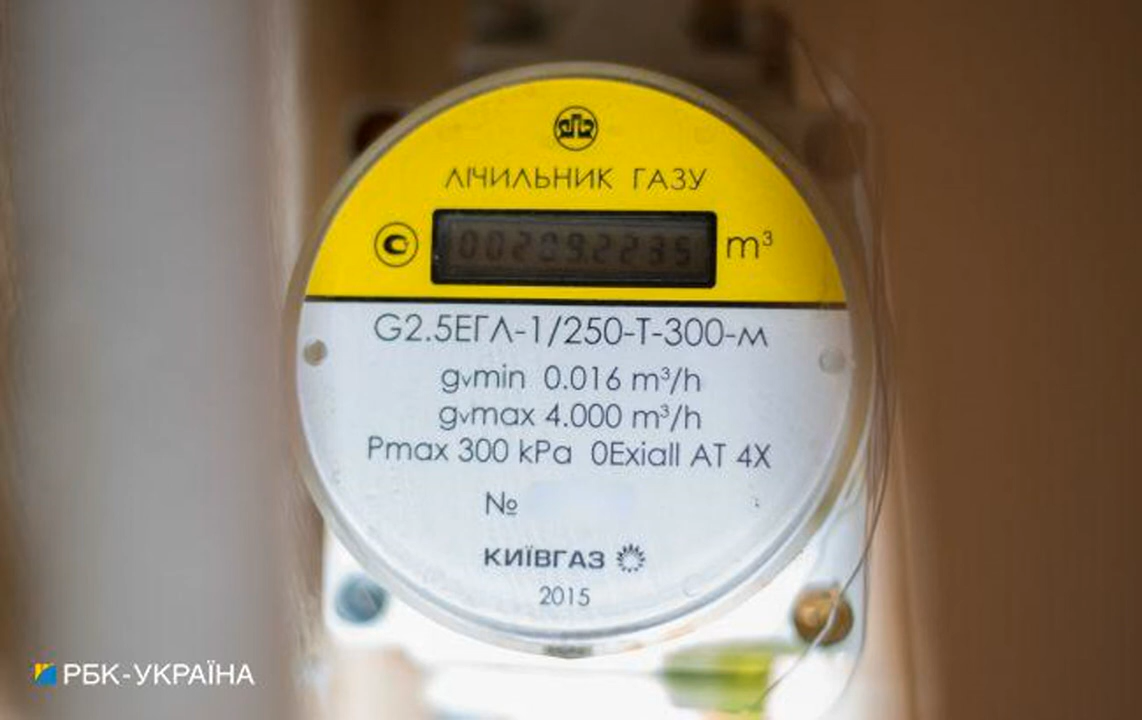 ЛІЧИЛЬНИК ГАЗУ
m³
G2.5ЕГЛ-1/250-Т-300-м
gvmin 0.016 m³/h
gvmax 4.000 m³/h
Pmax 300 kPa 0ExiaII AT 4X
№
КИЇВГАЗ
2015
РБК-УКРАЇНА